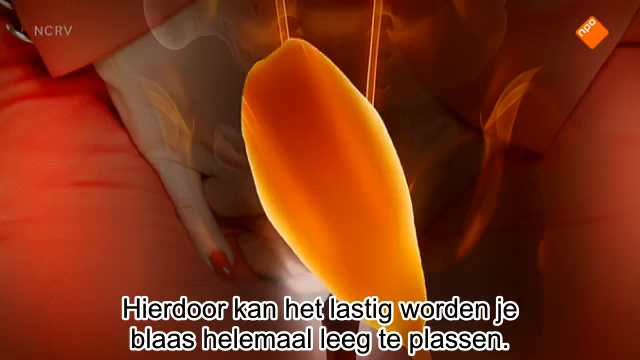 NCRV
npo
Hierdoor kan het lastig worden je
blaas helemaal leeg te plassen.